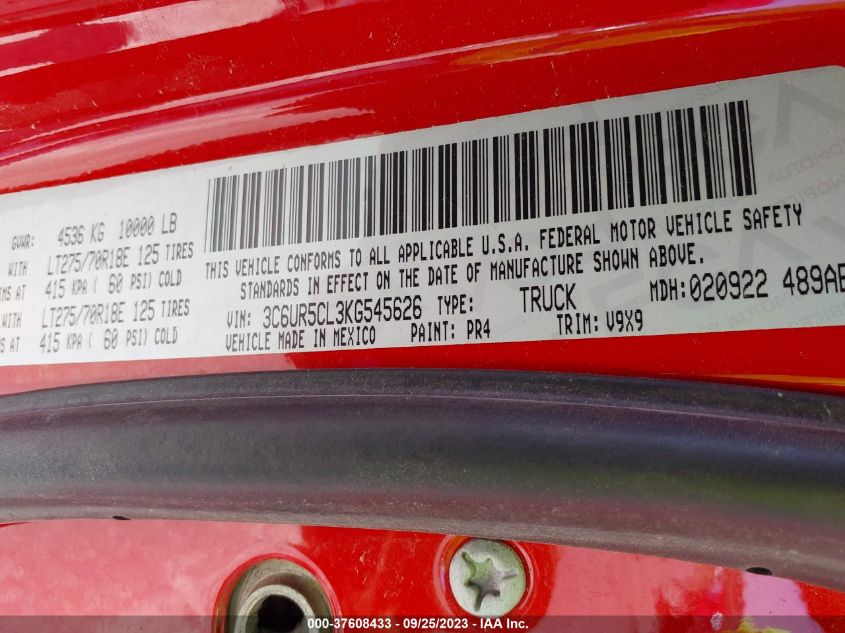 GVWR: 4536 KG 10000 LB
WITH LT275/70R18E 125 TIRES
MS AT 415 KPA ( 60 PSI) COLD
WITH LT275/70R18E 125 TIRES
MS AT 415 KPA ( 60 PSI) COLD
THIS VEHICLE CONFORMS TO ALL APPLICABLE U.S.A. FEDERAL MOTOR VEHICLE SAFETY
STANDARDS IN EFFECT ON THE DATE OF MANUFACTURE SHOWN ABOVE.
VIN: 3C6UR5CL3KG545626 TYPE: TRUCK MDH:020922 489AE
VEHICLE MADE IN MEXICO PAINT: PR4 TRIM: V9X9
000-37608433 - 09/25/2023 - IAA Inc.